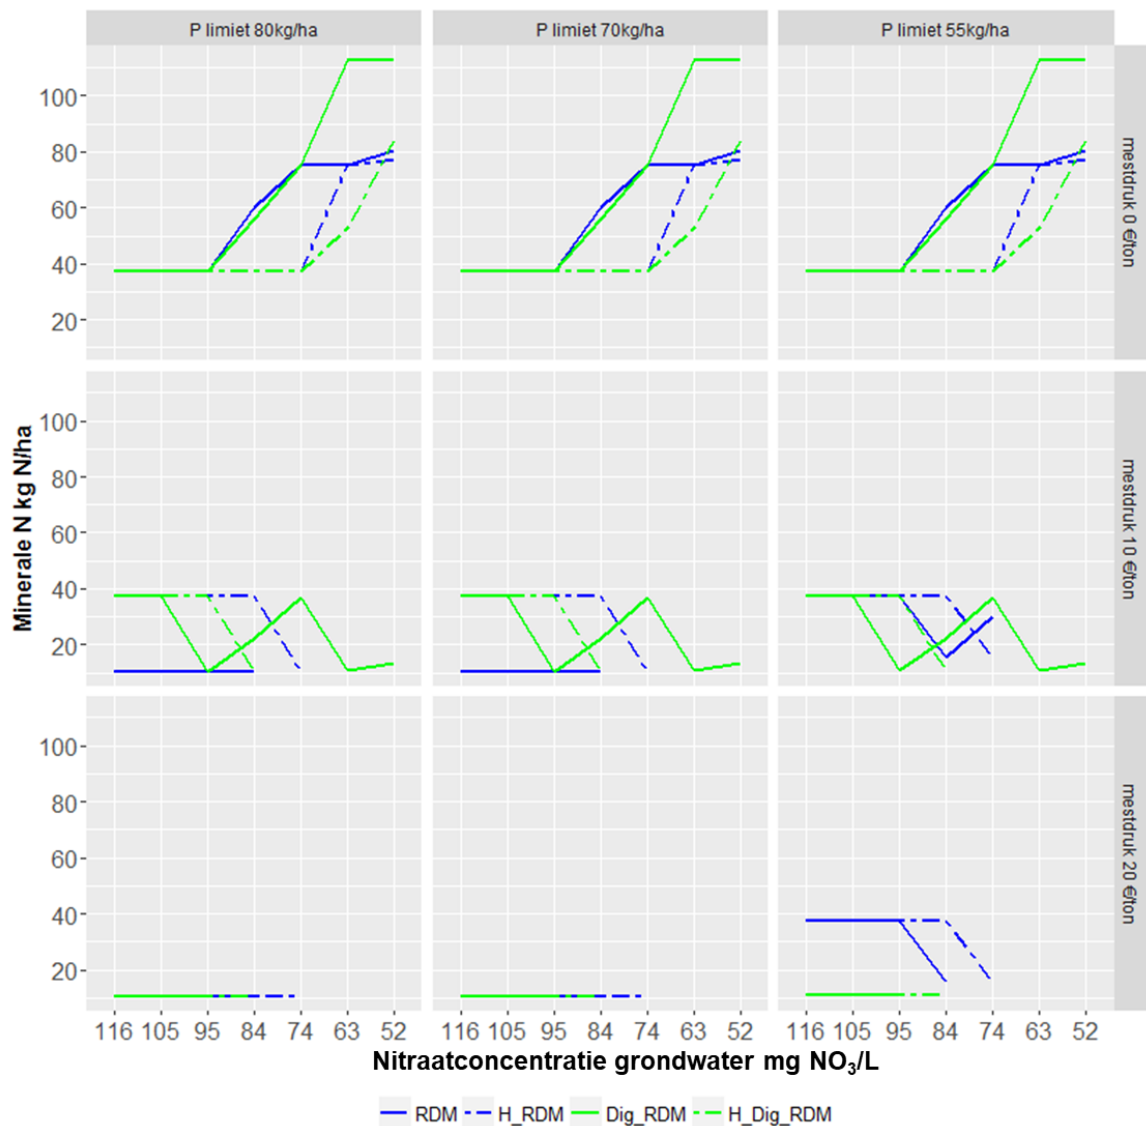 P limiet 80kg/ha
P limiet 70kg/ha
P limiet 55kg/ha
Minerale N kg N/ha
100
80
60
40
20
mestdruk 0 €/ton
100
80
60
40
20
mestdruk 10 €/ton
100
80
60
40
20
mestdruk 20 €/ton
116 105 95 84 74 63 52
116 105 95 84 74 63 52
116 105 95 84 74 63 52
Nitraatconcentratie grondwater mg NO₃/L
RDM H_RDM Dig_RDM H_Dig_RDM